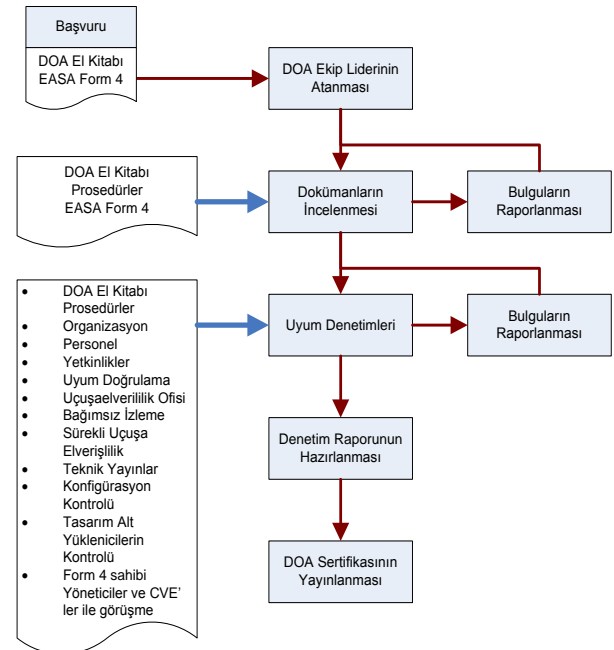 Başvuru
DOA El Kitabı
EASA Form 4
DOA Ekip Liderinin
Atanması
DOA El Kitabı
Prosedürler
EASA Form 4
Dokümanların
İncelenmesi
Bulguların
Raporlanması
• DOA El Kitabı
Prosedürler
• Organizasyon
• Personel
• Yetkinlikler
• Uyum Doğrulama
• Uçuşaelverililik Ofisi
• Bağımsız İzleme
• Sürekli Uçuşa
Elverişlilik
• Teknik Yayınlar
• Konfigürasyon
Kontrolü
• Tasarım Alt
Yüklenicilerin
Kontrolü
• Form 4 sahibi
Yöneticiler ve CVE’
ler ile görüşme
Uyum Denetimleri
Bulguların
Raporlanması
Denetim Raporunun
Hazırlanması
DOA Sertifikasının
Yayınlanması